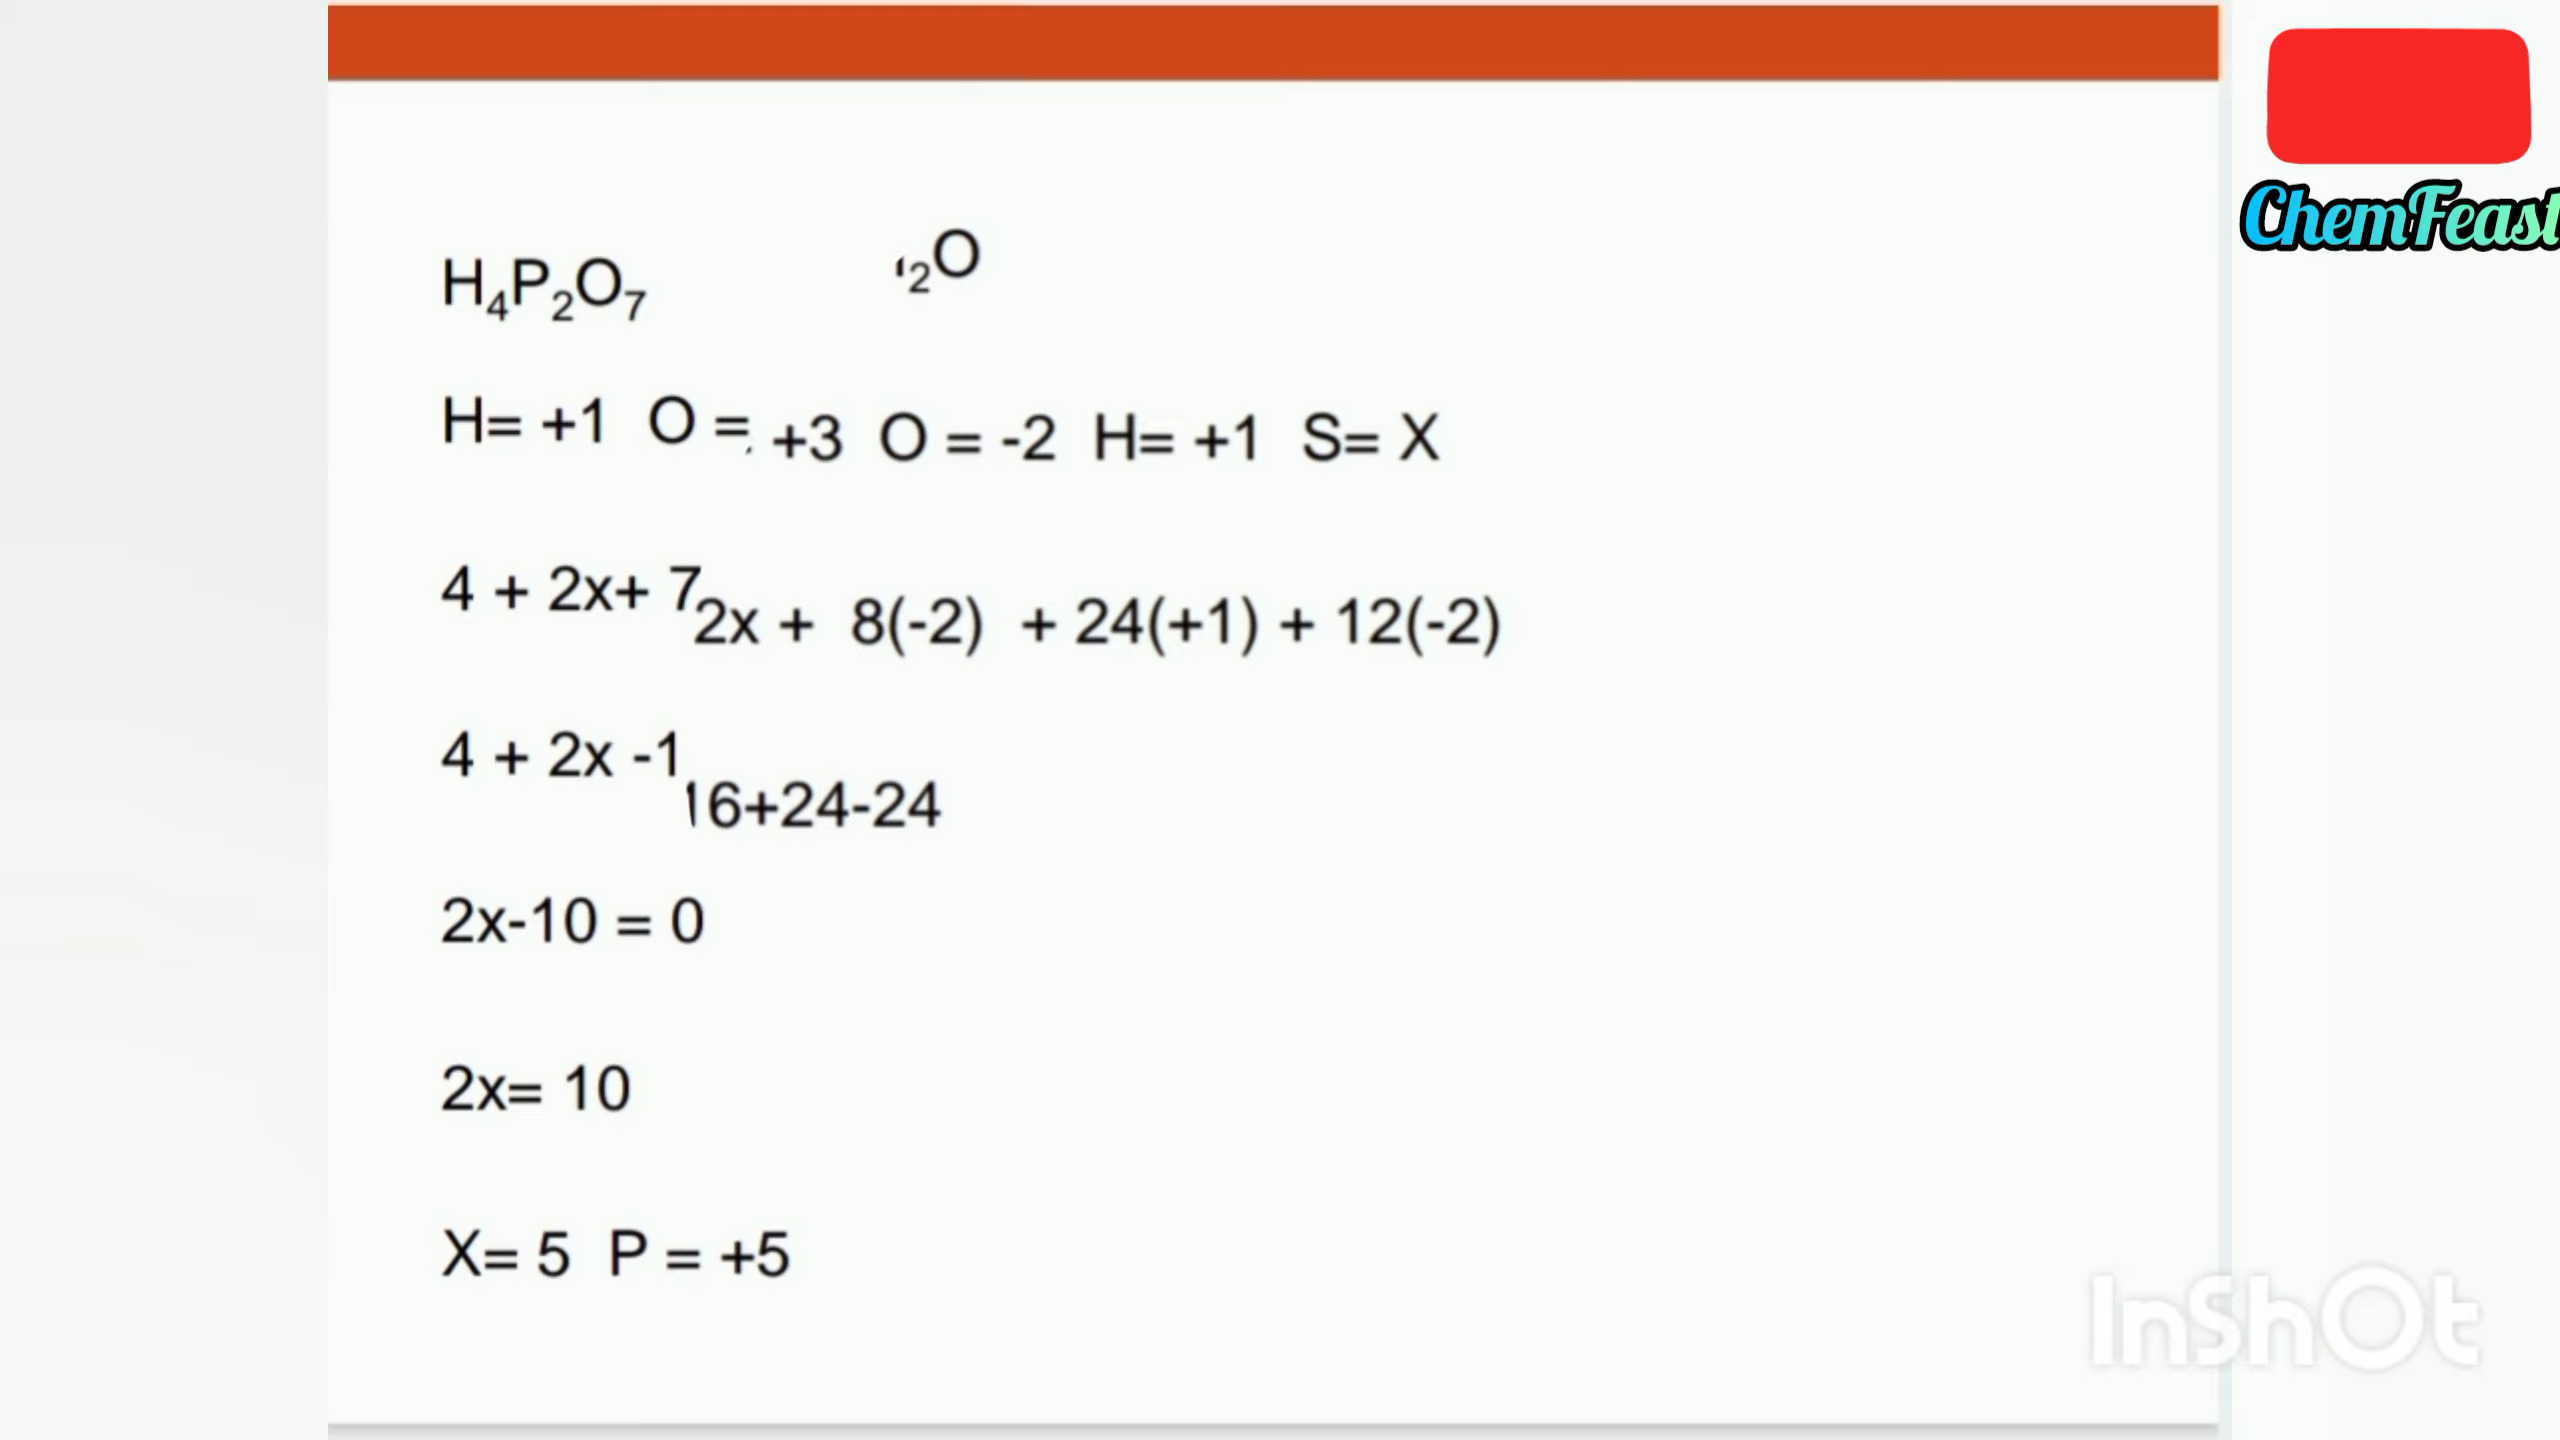 H₄P₂O₇ ₂O
H= +1 O = +3 O = -2 H= +1 S= X
4 + 2x+ 7 2x + 8(-2) + 24(+1) + 12(-2)
4 + 2x -1 16+24-24
2x-10 = 0
2x= 10
X= 5 P = +5
ChemFeast
InShOt